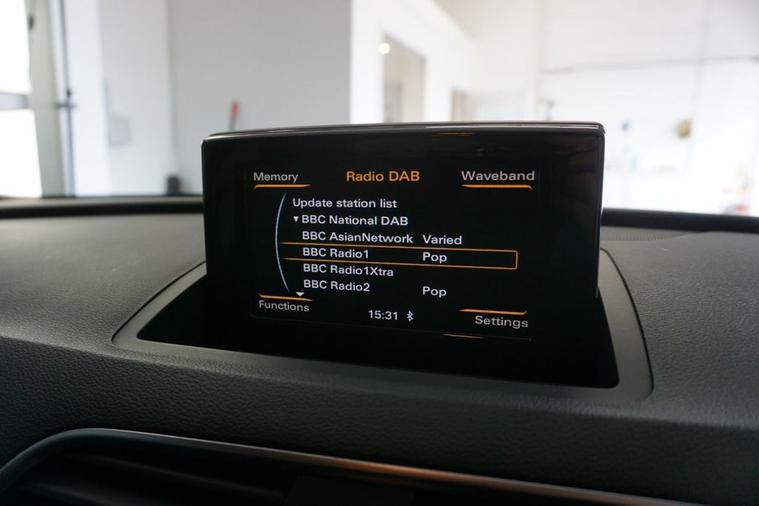 Memory Radio DAB Waveband
Update station list
▼ BBC National DAB
BBC AsianNetwork Varied
BBC Radio1 Pop
BBC Radio1Xtra
BBC Radio2 Pop
Functions 15:31 Settings